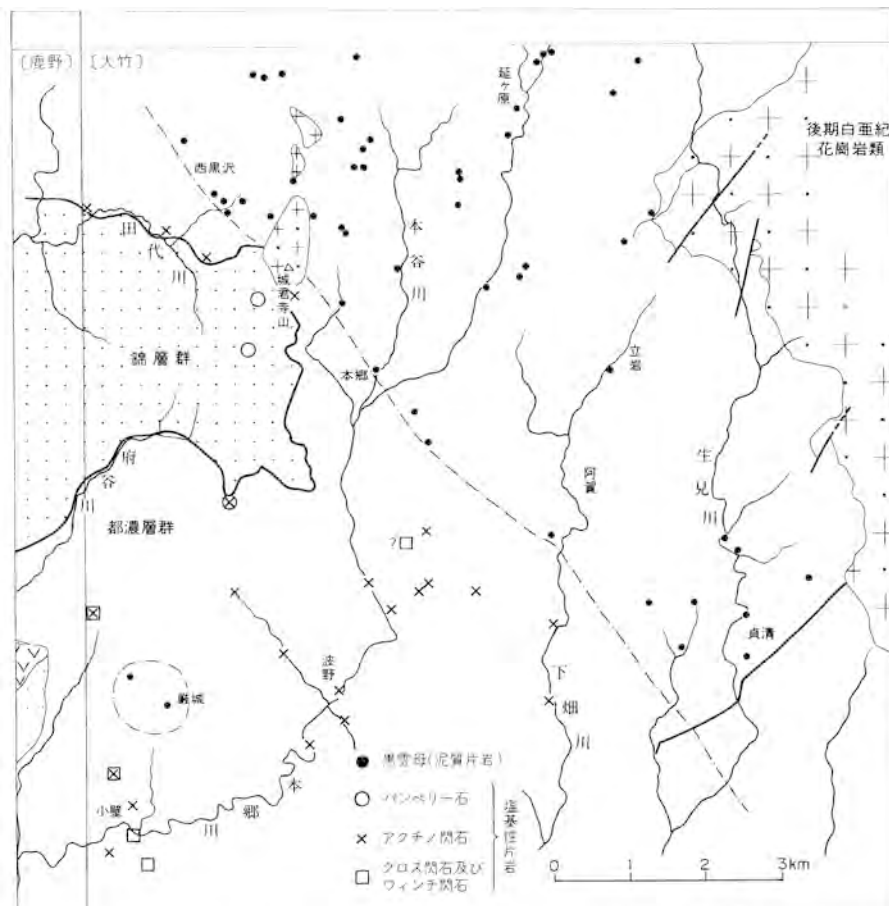 (鹿野)
(大竹)
延ヶ原
後期白亜紀
花崗岩類
西黒沢
田代川
本谷川
城君寺山
錦層群
本郷
立岩
生見川
府谷川
阿賀
都濃層群
?
貞清
波野
下畑川
巌城
小壁
本郷川
黒雲母(泥質片岩)
パンペリー石
アクチノ閃石
クロス閃石及び
ウィンチ閃石
塩基性片岩
0 1 2 3km